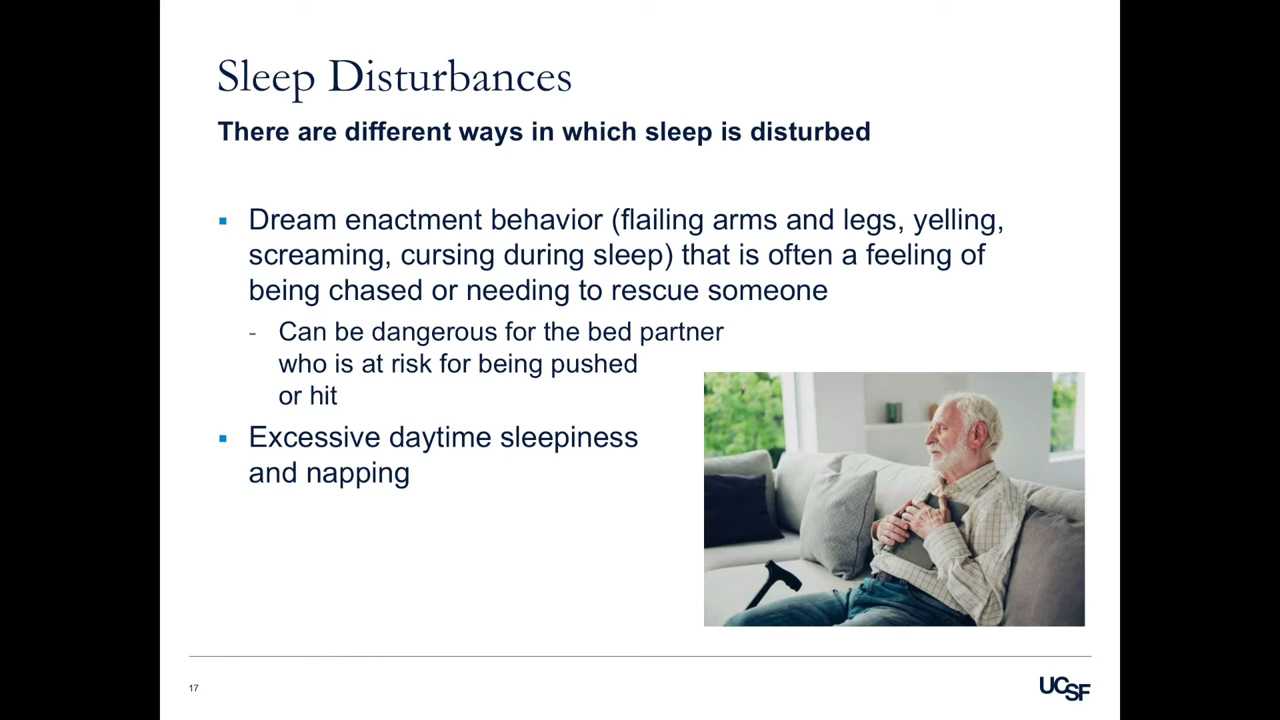 Sleep Disturbances
There are different ways in which sleep is disturbed
▪ Dream enactment behavior (flailing arms and legs, yelling,
screaming, cursing during sleep) that is often a feeling of
being chased or needing to rescue someone
- Can be dangerous for the bed partner
who is at risk for being pushed
or hit
▪ Excessive daytime sleepiness
and napping
17
UCSF